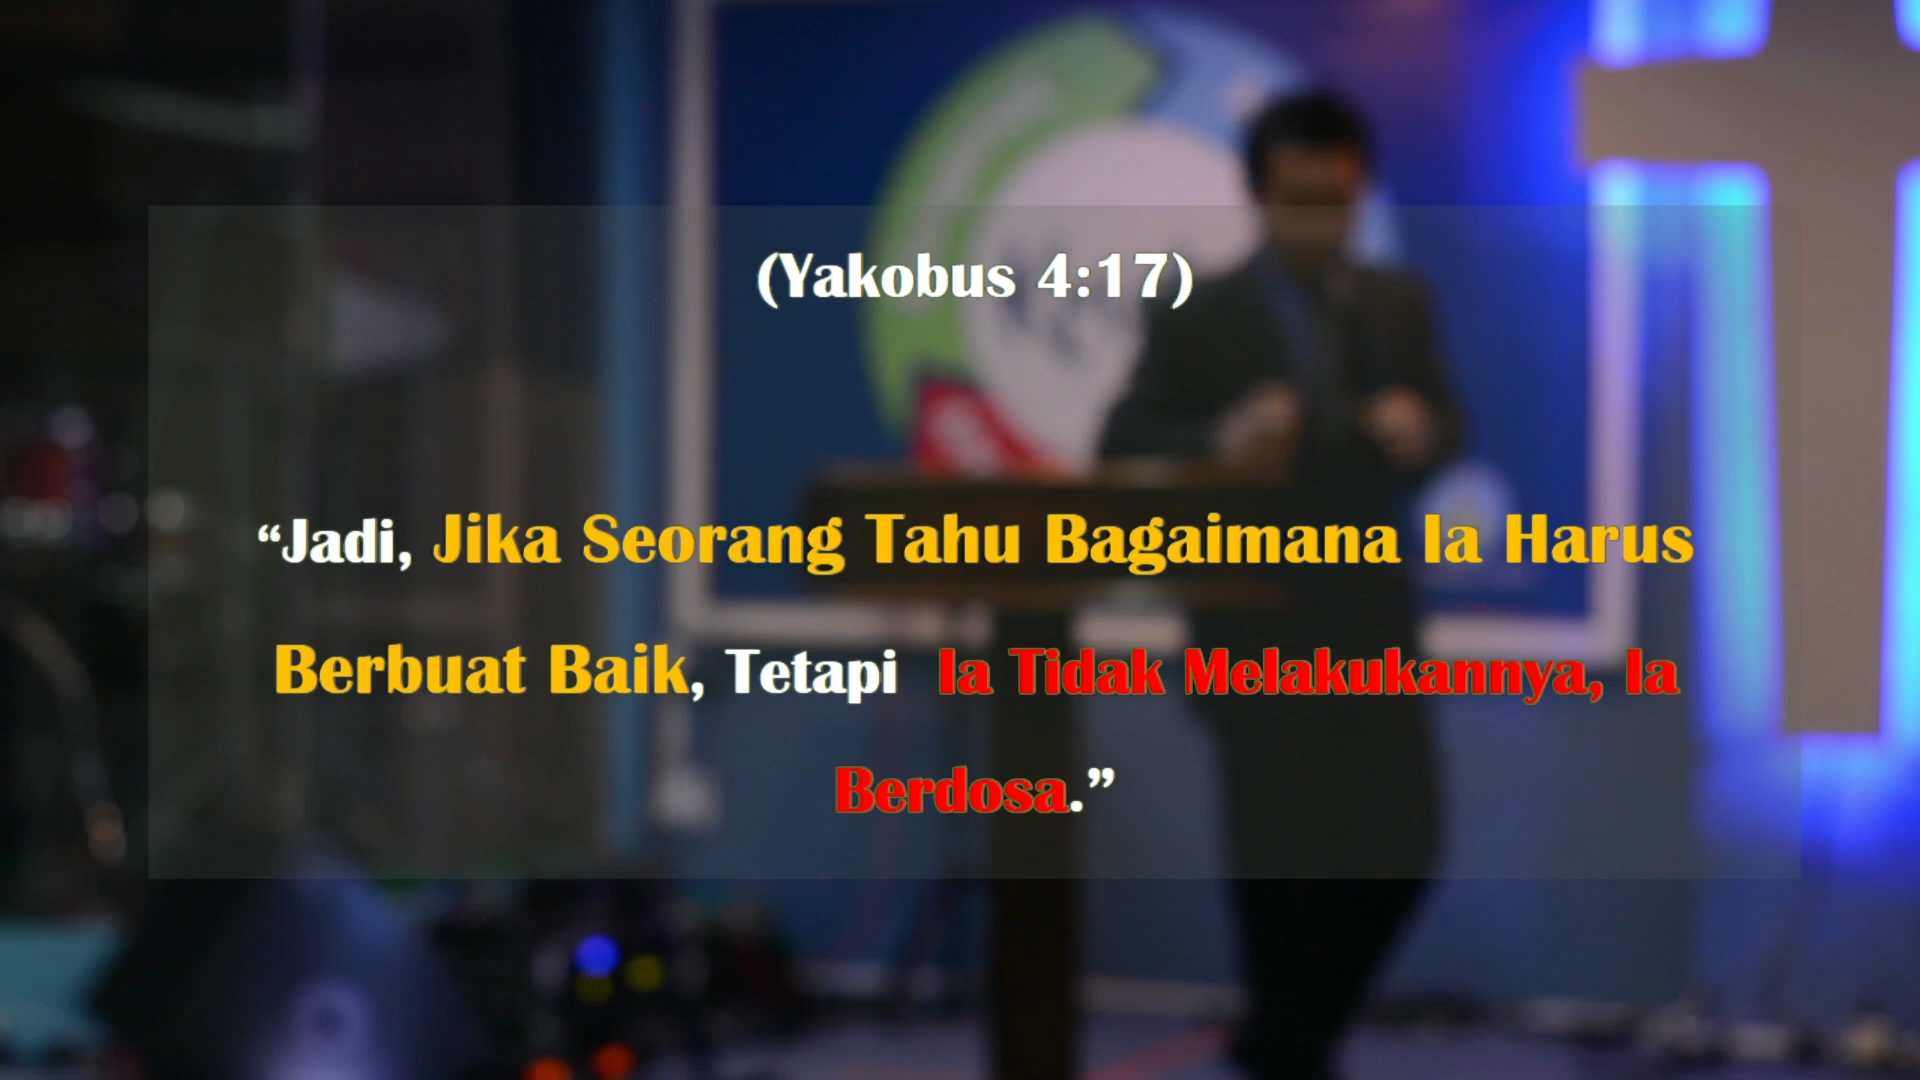 (Yakobus 4:17)
“Jadi, Jika Seorang Tahu Bagaimana Ia Harus
Berbuat Baik, Tetapi Ia Tidak Melakukannya, Ia
Berdosa.”